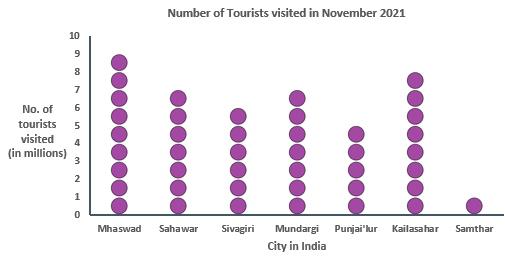 Number of Tourists visited in November 2021
10
9
8
7
6
5
4
3
2
1
0
No. of
tourists
visited
(in millions)
Mhaswad Sahawar Sivagiri Mundargi Punjai'lur Kailasahar Samthar
City in India